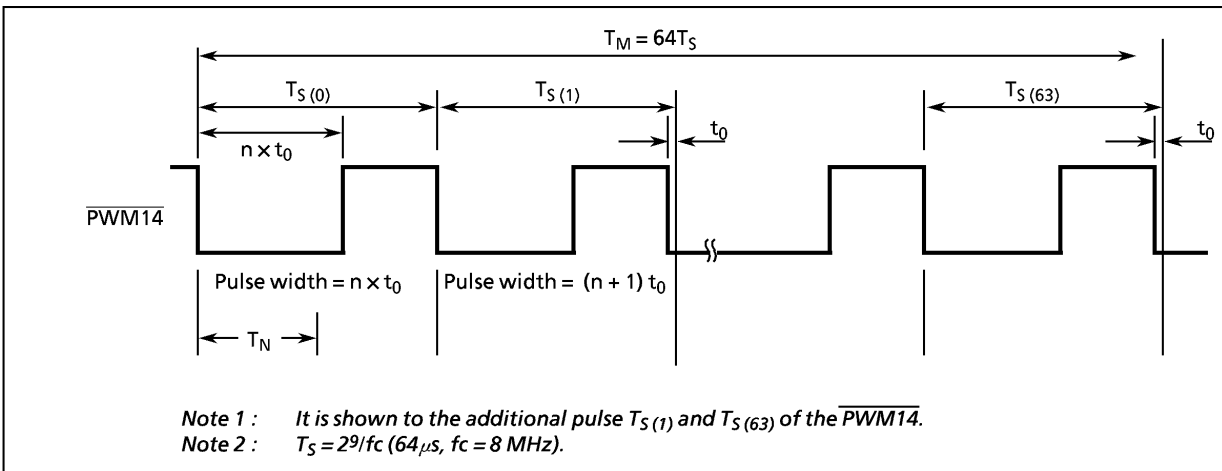 T_M = 64T_S
T_S (0) T_S (1) T_S (63)
n × t_0 t_0 t_0
PWM14
Pulse width = n × t_0 Pulse width = (n + 1) t_0
T_N
Note 1 : It is shown to the additional pulse T_S (1) and T_S (63) of the PWM14.
Note 2 : T_S = 2^9/fc (64μs, fc = 8 MHz).